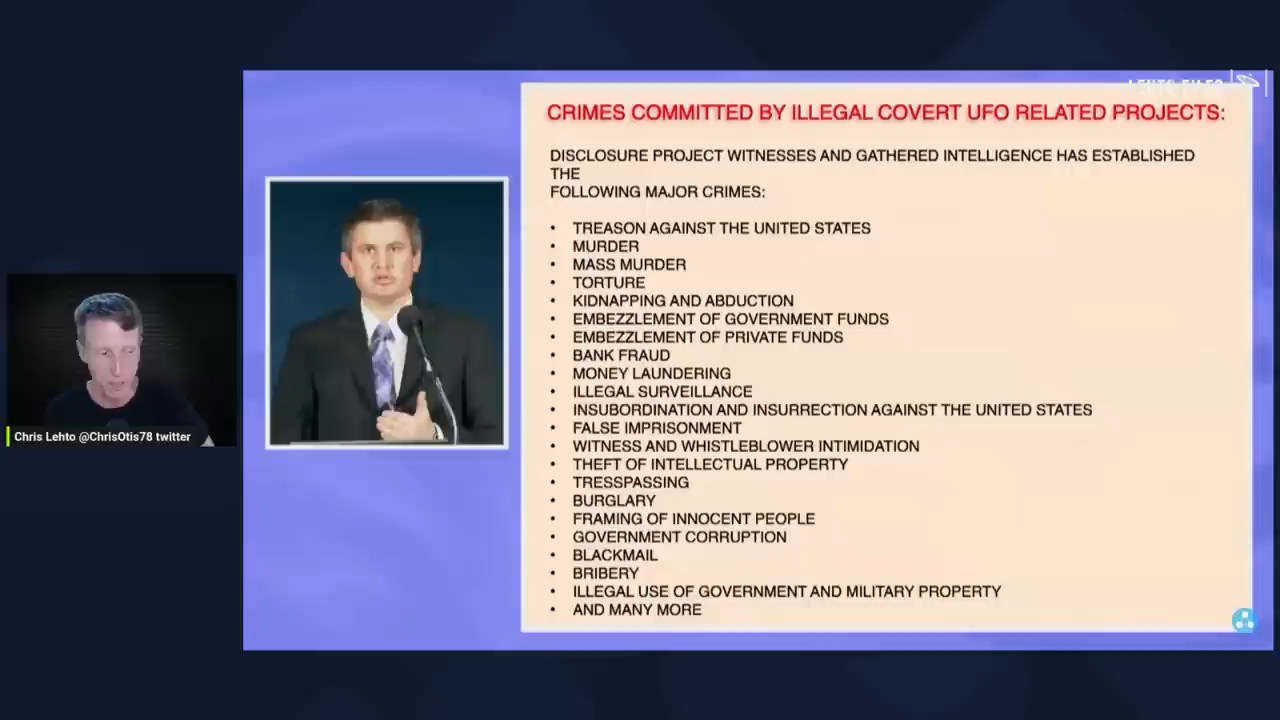 CRIMES COMMITTED BY ILLEGAL COVERT UFO RELATED PROJECTS:
DISCLOSURE PROJECT WITNESSES AND GATHERED INTELLIGENCE HAS ESTABLISHED
THE
FOLLOWING MAJOR CRIMES:
• TREASON AGAINST THE UNITED STATES
• MURDER
• MASS MURDER
• TORTURE
• KIDNAPPING AND ABDUCTION
• EMBEZZLEMENT OF GOVERNMENT FUNDS
• EMBEZZLEMENT OF PRIVATE FUNDS
• BANK FRAUD
• MONEY LAUNDERING
• ILLEGAL SURVEILLANCE
• INSUBORDINATION AND INSURRECTION AGAINST THE UNITED STATES
• FALSE IMPRISONMENT
• WITNESS AND WHISTLEBLOWER INTIMIDATION
• THEFT OF INTELLECTUAL PROPERTY
• TRESSPASSING
• BURGLARY
• FRAMING OF INNOCENT PEOPLE
• GOVERNMENT CORRUPTION
• BLACKMAIL
• BRIBERY
• ILLEGAL USE OF GOVERNMENT AND MILITARY PROPERTY
• AND MANY MORE
Chris Lehto @ChrisOtis78 twitter